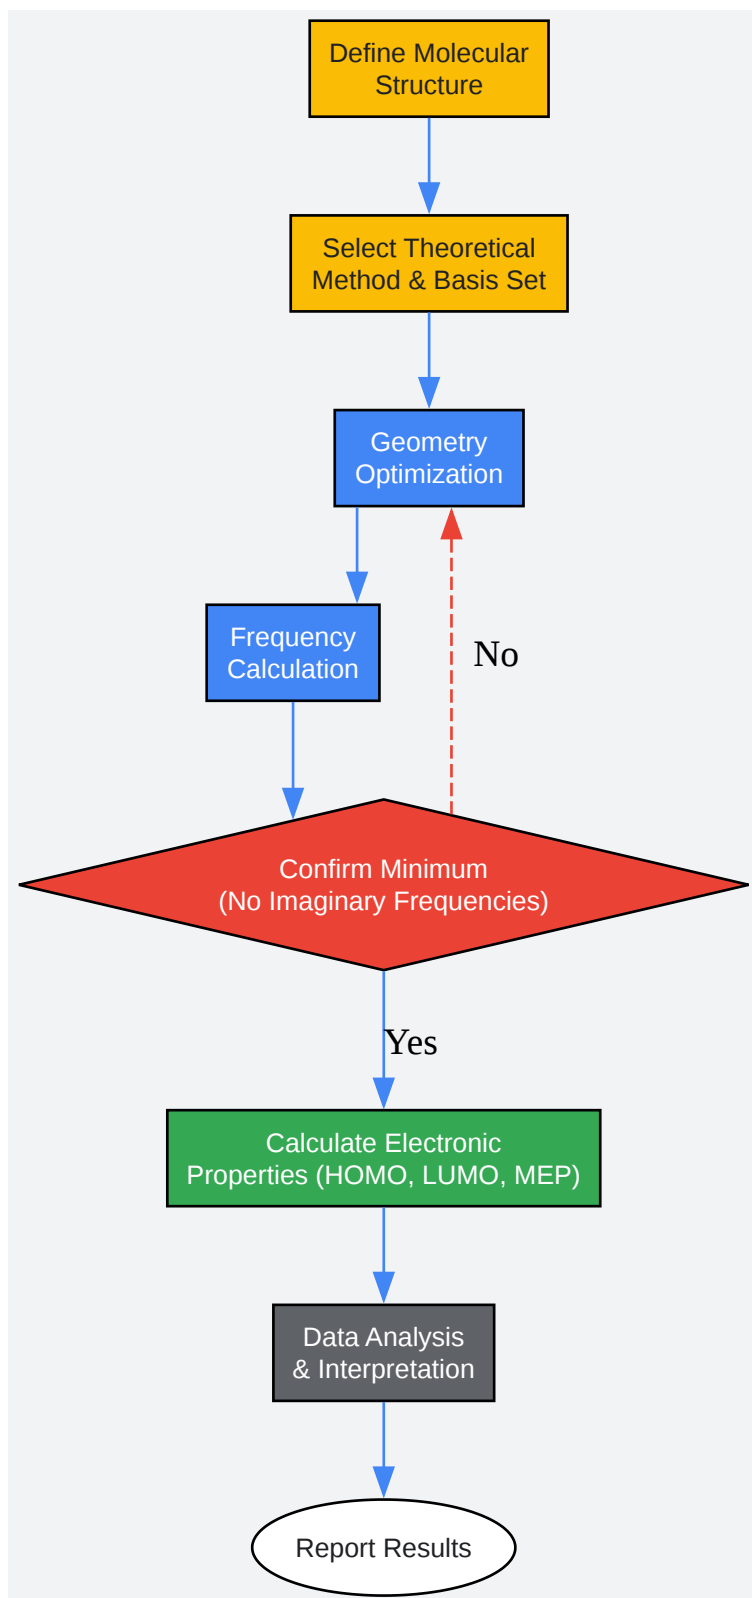 Define Molecular
Structure
Select Theoretical
Method & Basis Set
Geometry
Optimization
Frequency
Calculation
No
Confirm Minimum
(No Imaginary Frequencies)
Yes
Calculate Electronic
Properties (HOMO, LUMO, MEP)
Data Analysis
& Interpretation
Report Results